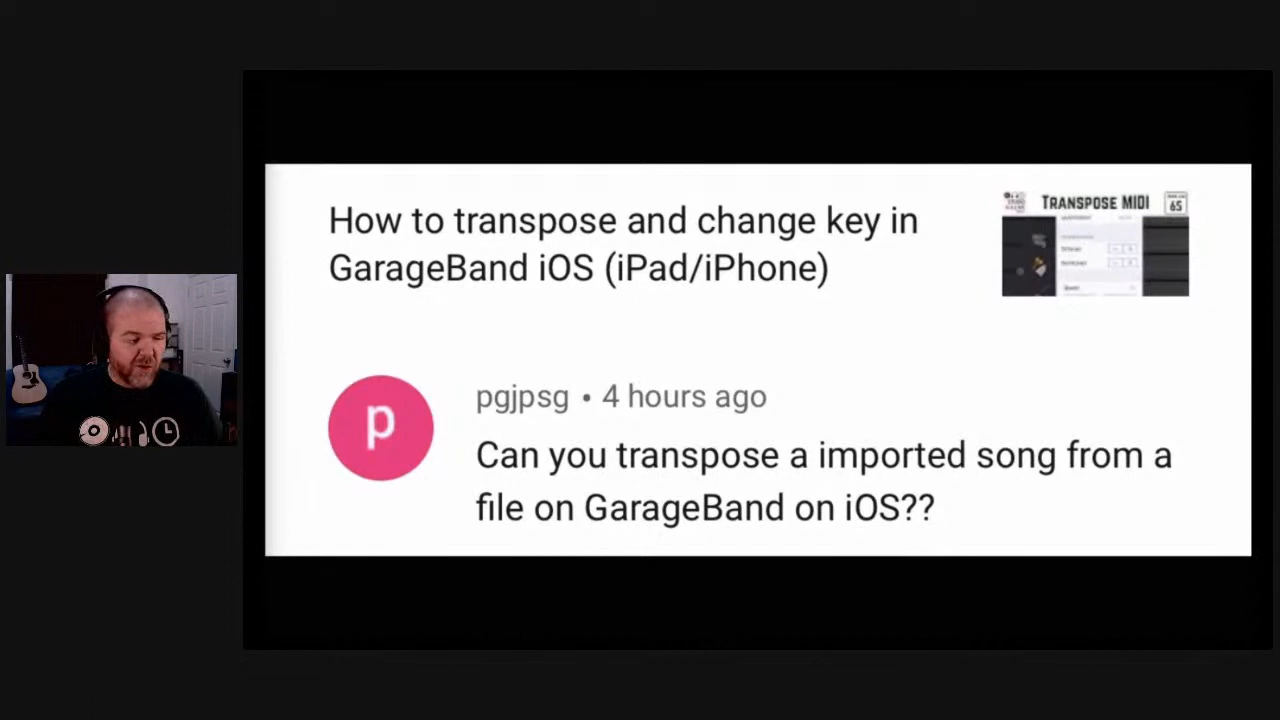 How to transpose and change key in
GarageBand iOS (iPad/iPhone)
TRANSPOSE MIDI
65
p
pgjpsg • 4 hours ago
Can you transpose a imported song from a
file on GarageBand on iOS??